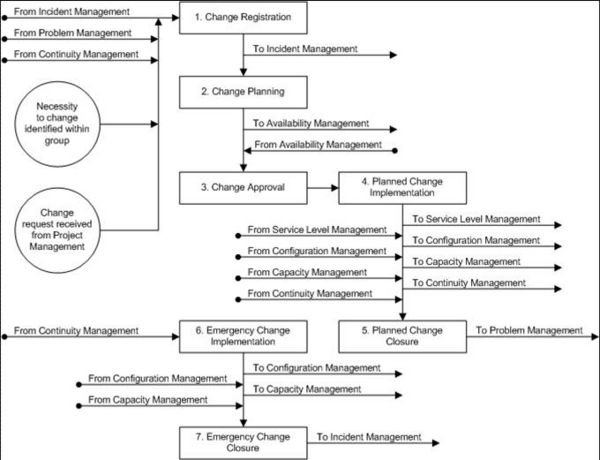 From Incident Management
1. Change Registration
From Problem Management
To Incident Management
From Continuity Management
2. Change Planning
Necessity
to change
identified within
group
To Availability Management
From Availability Management
3. Change Approval
4. Planned Change
Implementation
Change
request received
from Project
Management
To Service Level Management
From Service Level Management
To Configuration Management
From Configuration Management
To Capacity Management
From Capacity Management
To Continuity Management
From Continuity Management
From Continuity Management
6. Emergency Change
Implementation
5. Planned Change
Closure
To Problem Management
To Configuration Management
From Configuration Management
To Capacity Management
From Capacity Management
7. Emergency Change
Closure
To Incident Management